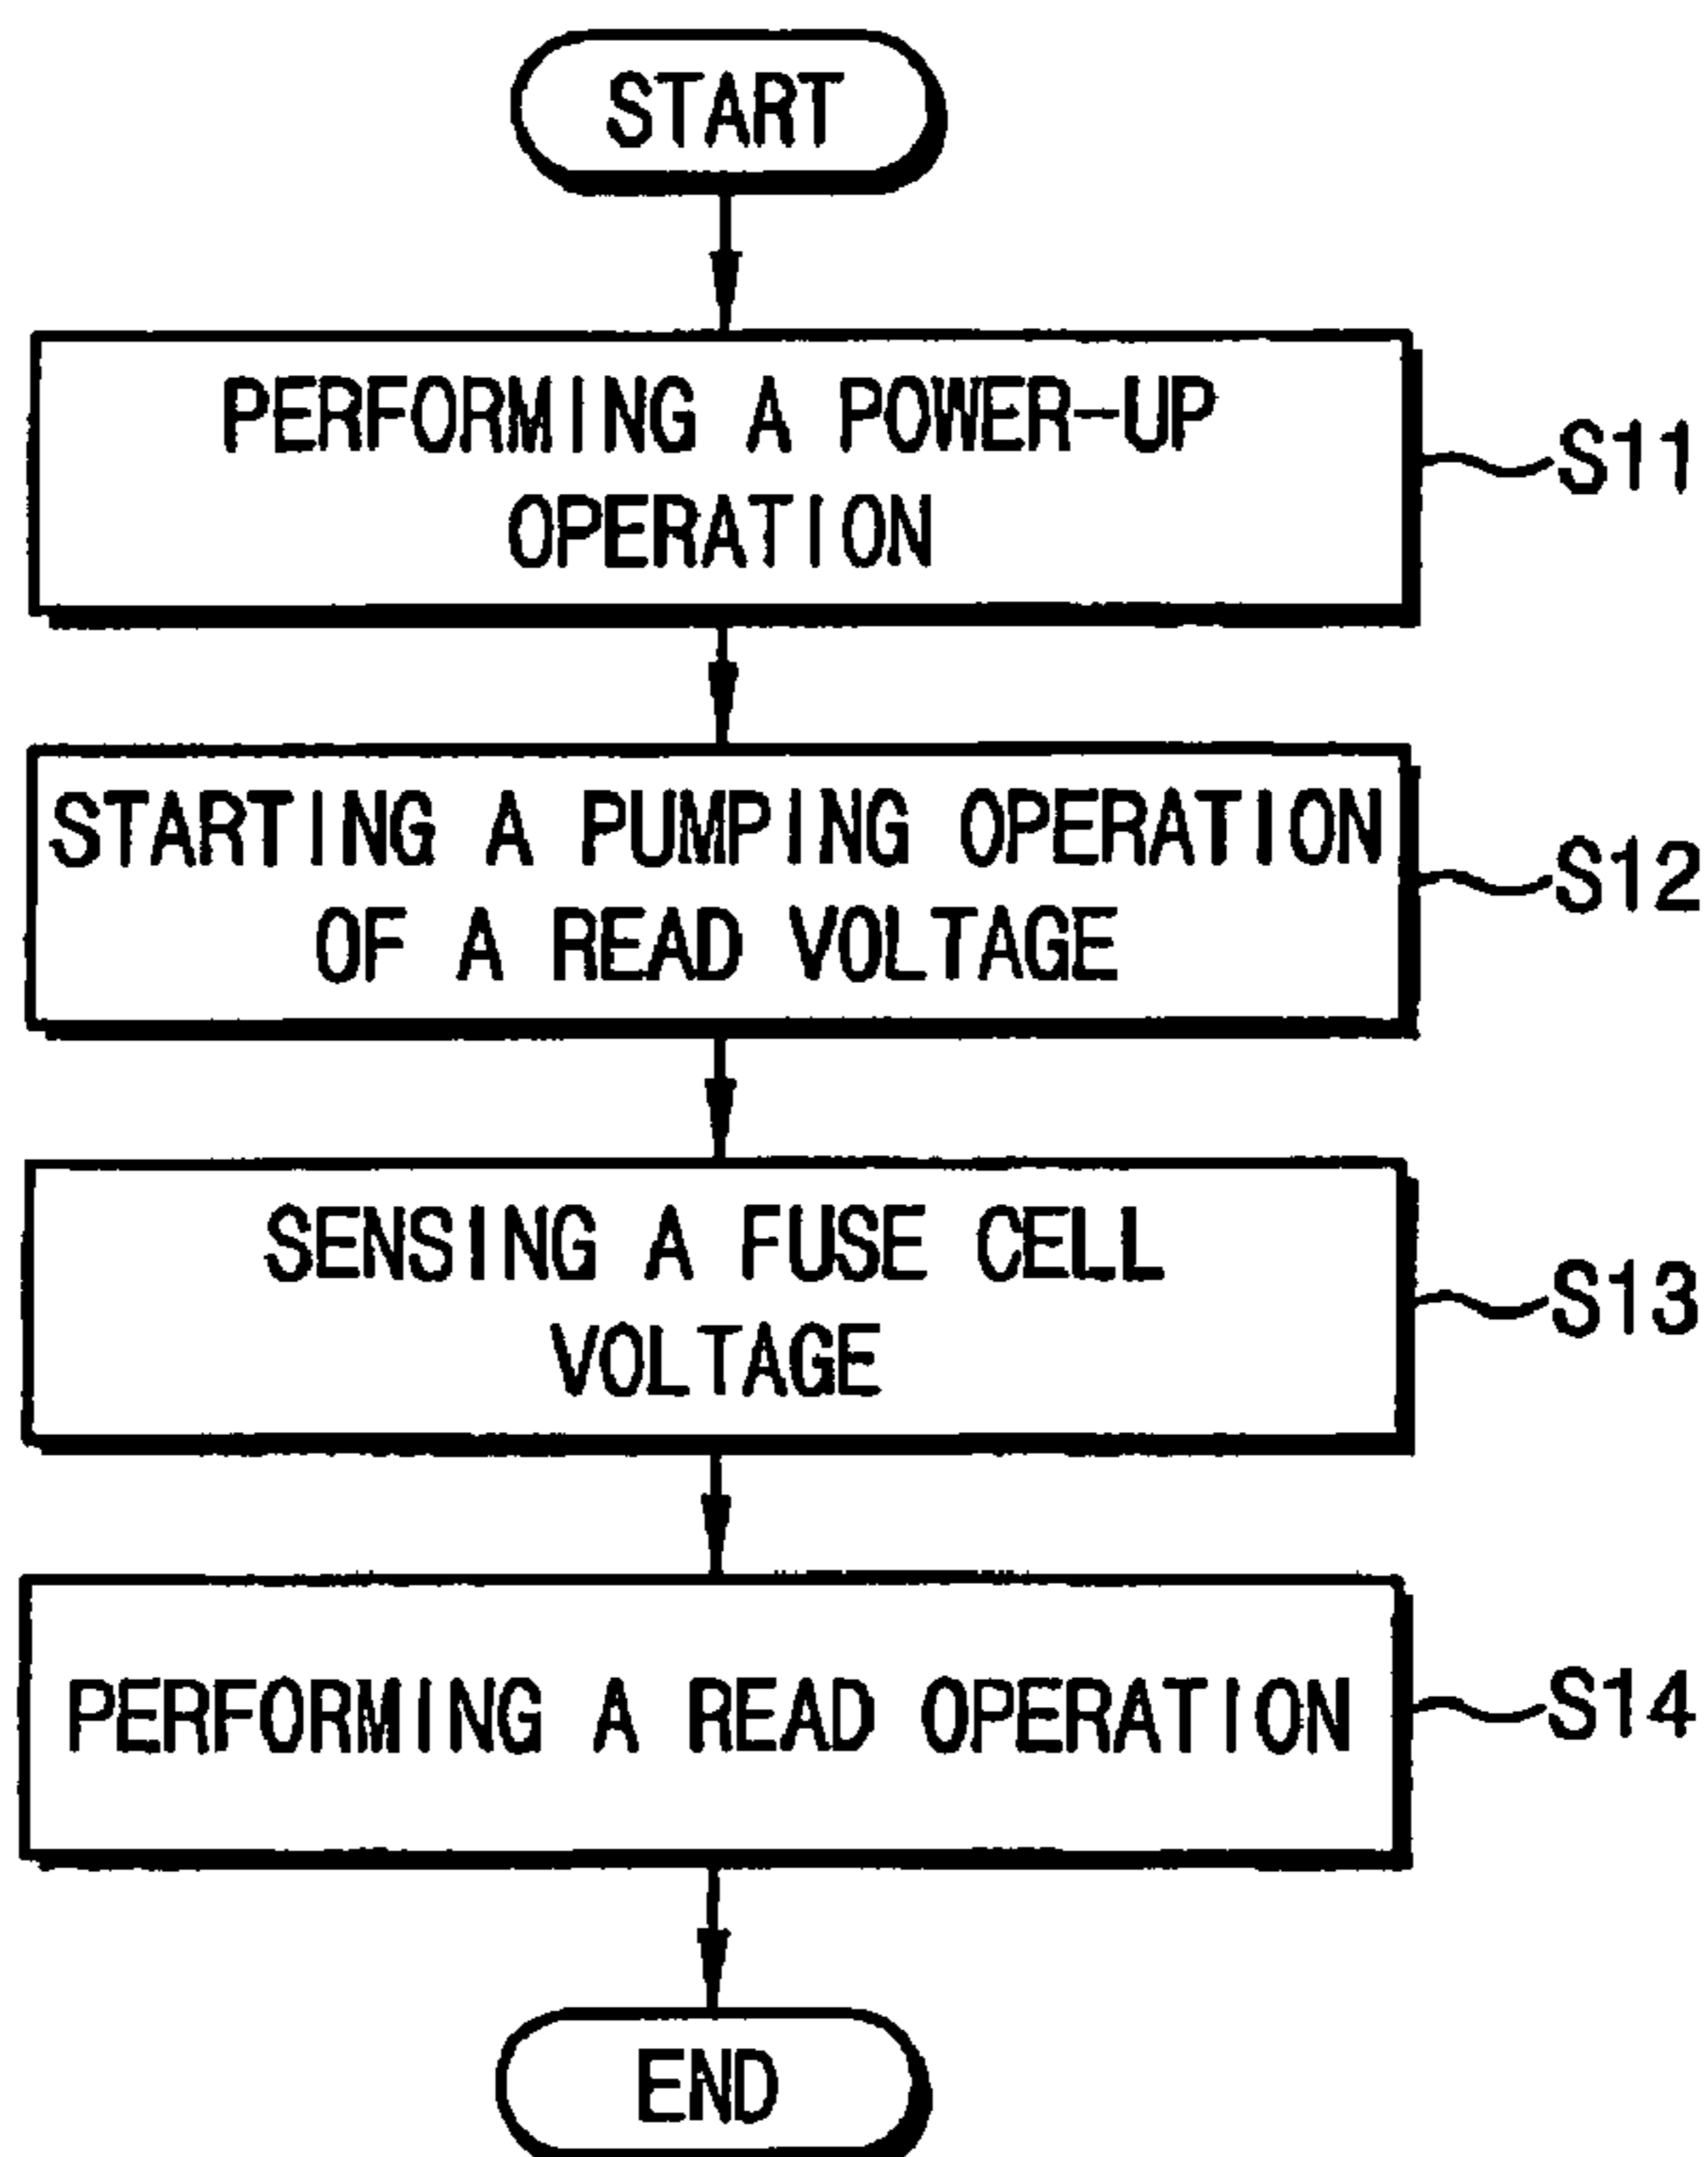 START
PERFORMING A POWER-UP
OPERATION
S11
STARTING A PUMPING OPERATION
OF A READ VOLTAGE
S12
SENSING A FUSE CELL
VOLTAGE
S13
PERFORMING A READ OPERATION
S14
END